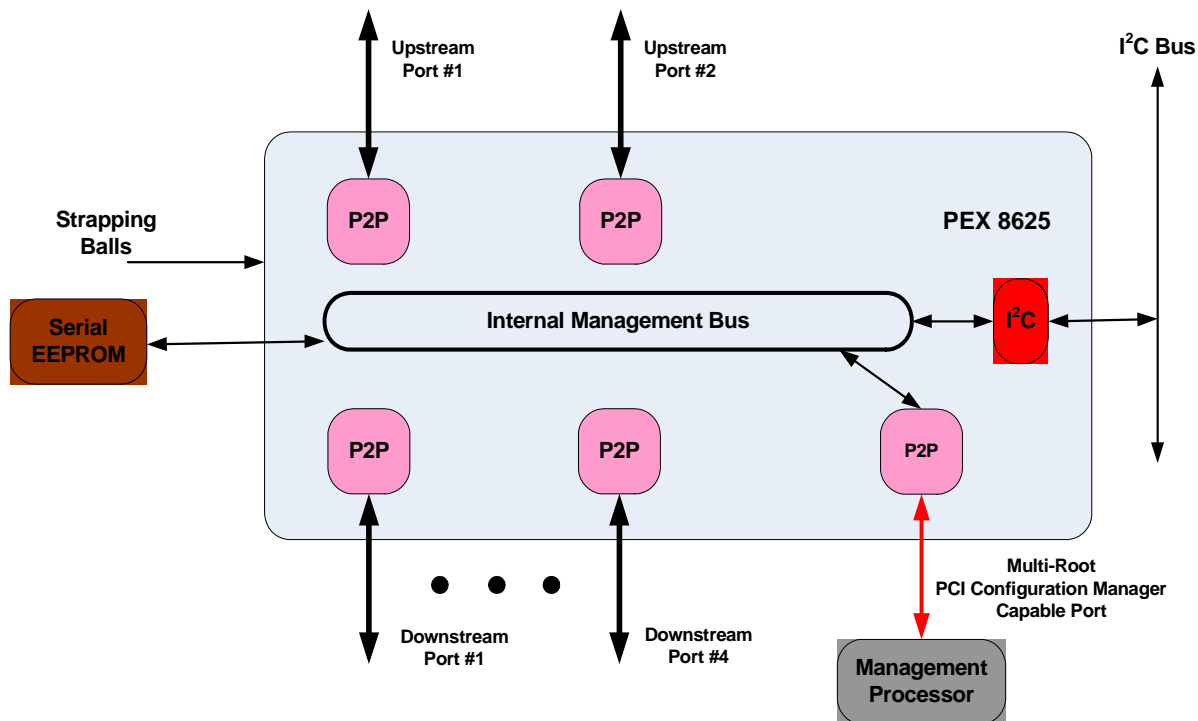 Upstream
Port #1
Upstream
Port #2
I²C Bus
P2P
P2P
PEX 8625
Strapping
Balls
Internal Management Bus
I²C
Serial
EEPROM
P2P
P2P
P2P
Multi-Root
PCI Configuration Manager
Capable Port
Downstream
Port #1
Downstream
Port #4
Management
Processor